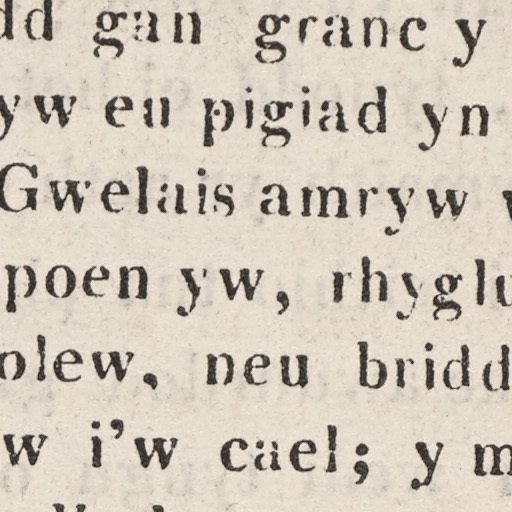 dd gan granc y
yw eu pigiad yn
Gwelais amryw
poen yw, rhyglu
olew, neu bridd
w i'w cael; y m